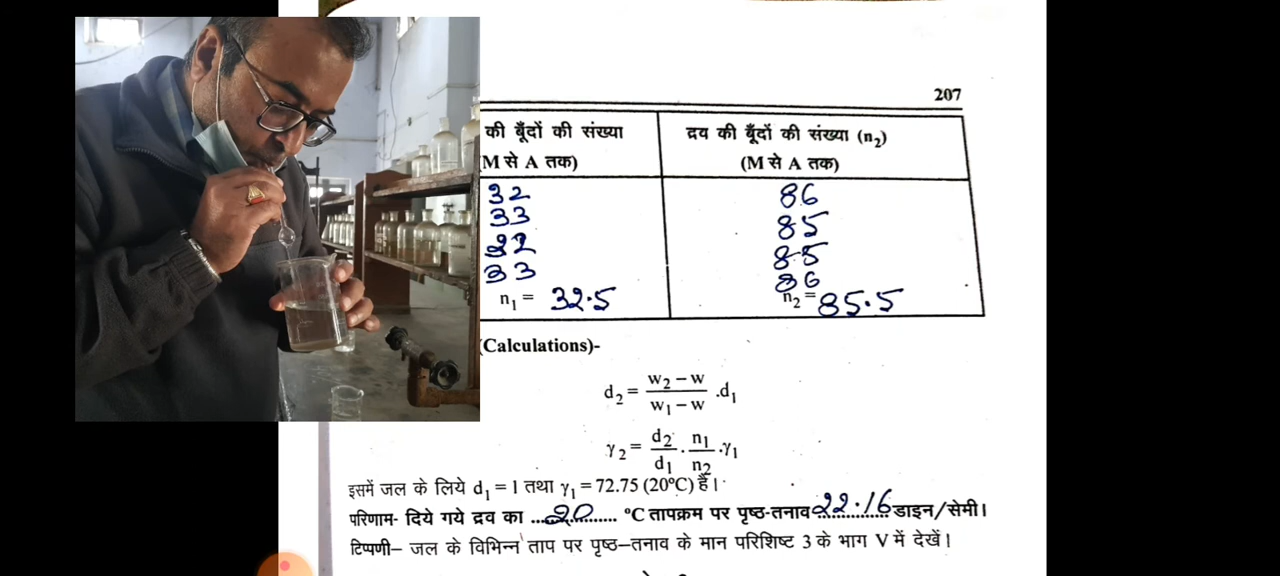 207
की बूँदों की संख्या
(M से A तक)
द्रव की बूँदों की संख्या (n₂)
(M से A तक)
32
33
32
33
n₁ = 32.5
86
85
85
86
n₂ = 85.5
(Calculations)-
d₂ = (w₂ – w)/(w₁ – w) .d₁
γ₂ = d₂/d₁ . n₁/n₂ .γ₁
इसमें जल के लिये d₁ = 1 तथा γ₁ = 72.75 (20°C) हैं।
परिणाम- दिये गये द्रव का ....20.... °C तापक्रम पर पृष्ठ-तनाव 22.16 डाइन/सेमी।
टिप्पणी– जल के विभिन्न ताप पर पृष्ठ–तनाव के मान परिशिष्ट 3 के भाग V में देखें।